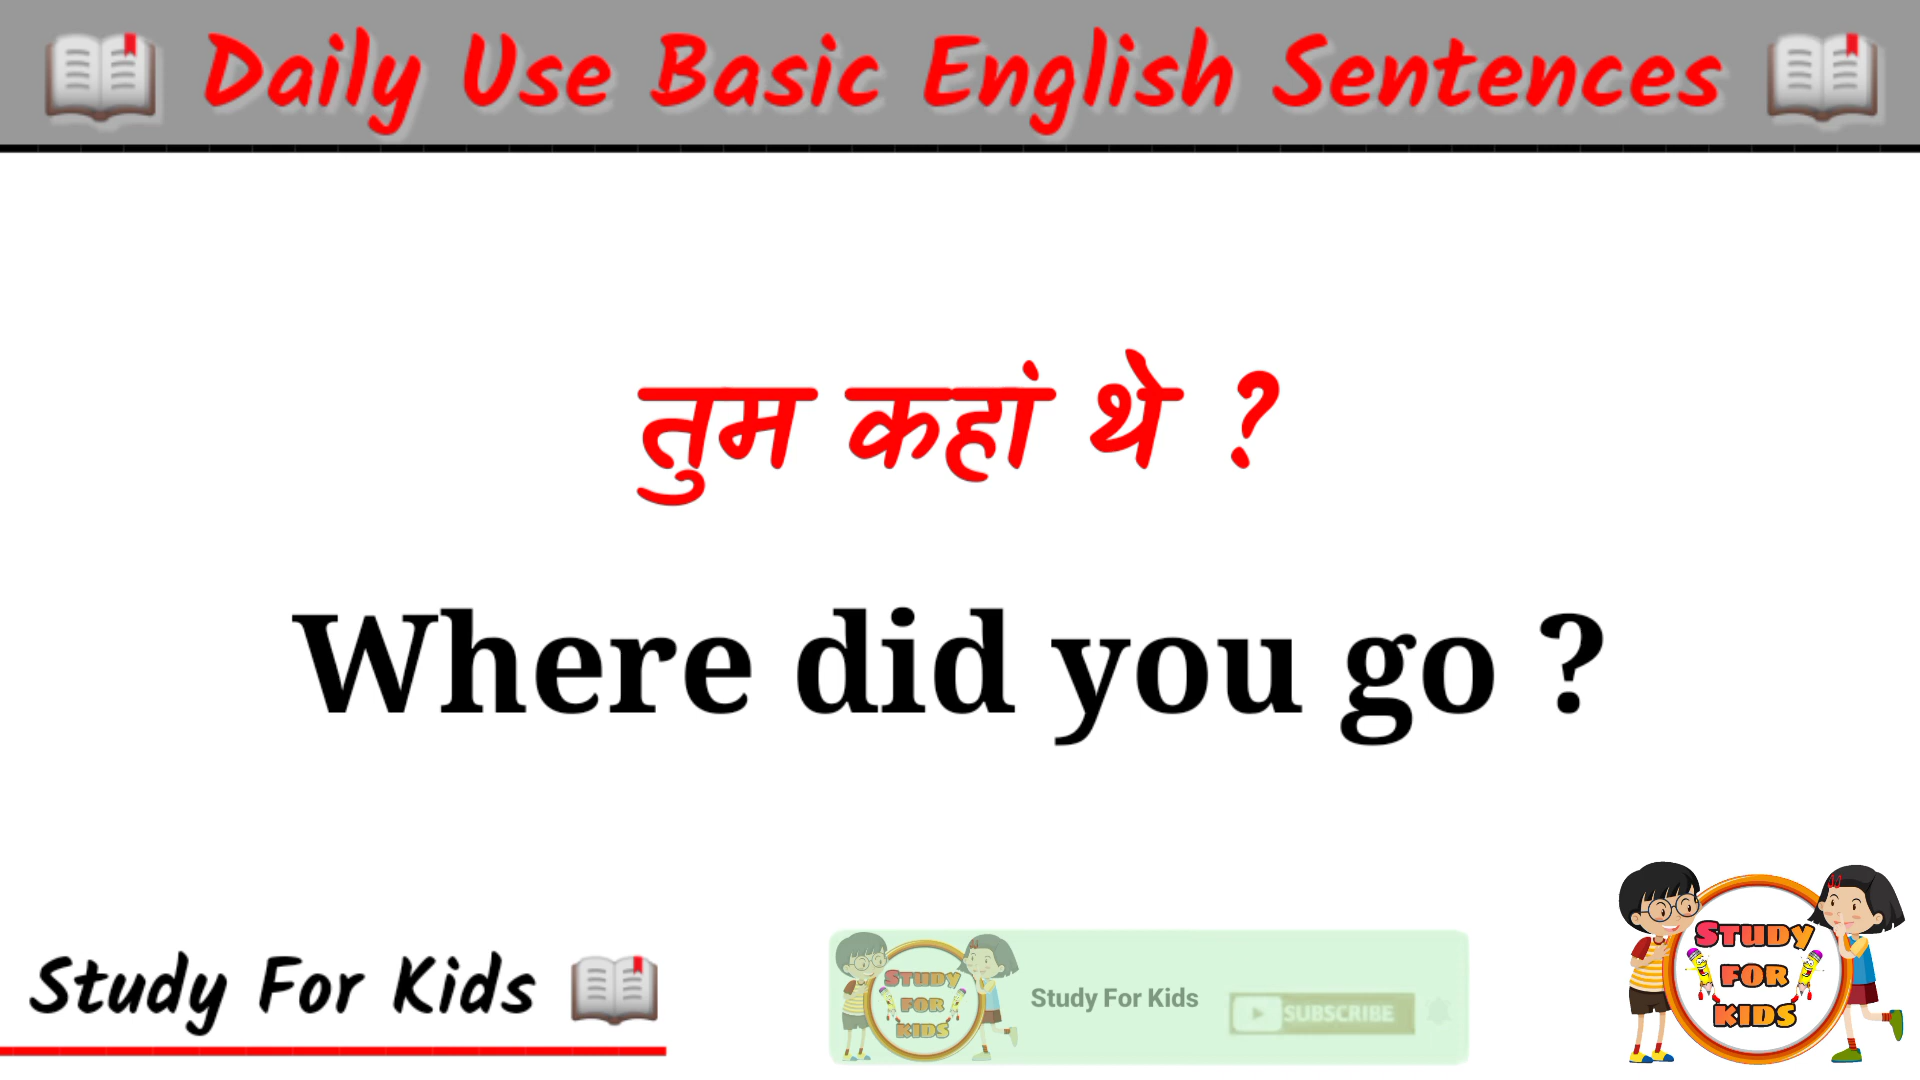 📖 Daily Use Basic English Sentences 📖
तुम कहां थे ?
Where did you go ?
Study For Kids 📖
STUDY
FOR
KIDS
Study For Kids
SUBSCRIBE
STUDY
FOR
KIDS